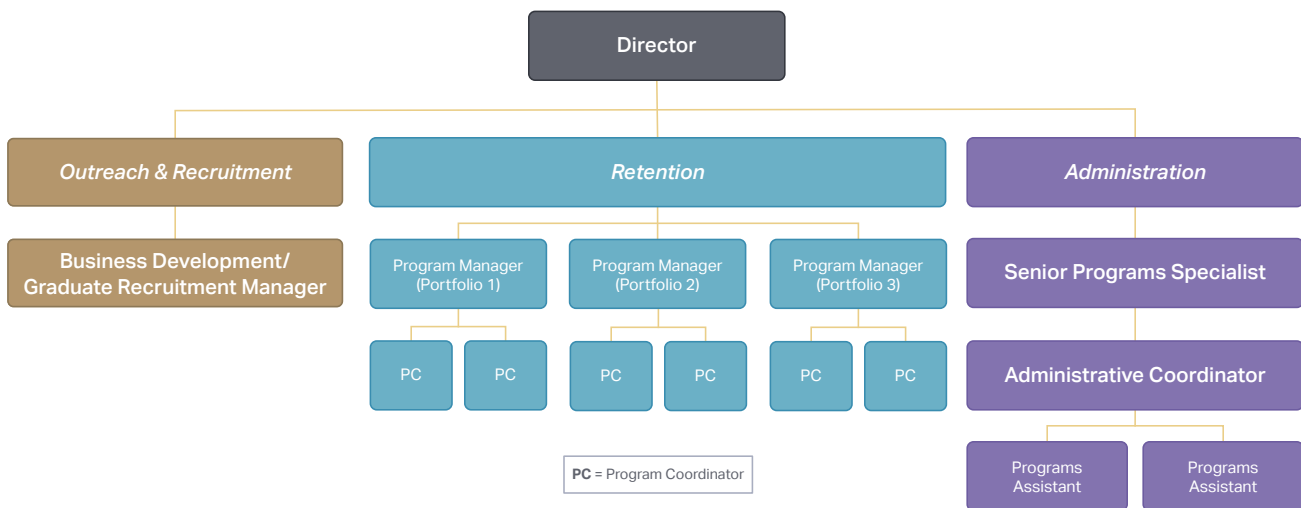 Director
Outreach & Recruitment
Retention
Administration
Business Development/
Graduate Recruitment Manager
Program Manager
(Portfolio 1)
Program Manager
(Portfolio 2)
Program Manager
(Portfolio 3)
Senior Programs Specialist
PC
PC
PC
PC
PC
PC
Administrative Coordinator
Programs
Assistant
Programs
Assistant
PC = Program Coordinator